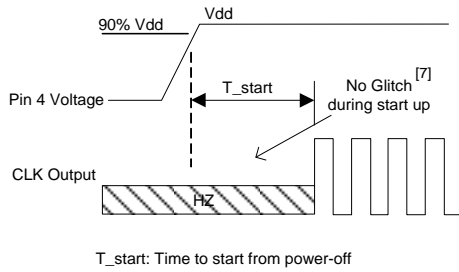 Vdd
90% Vdd
T_start
No Glitch [7]
during start up
Pin 4 Voltage
CLK Output
HZ
T_start: Time to start from power-off